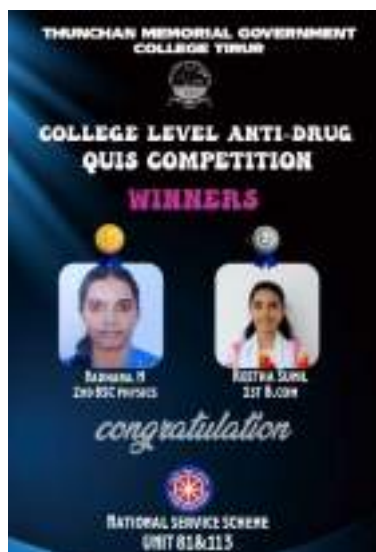 THUNCHAN MEMORIAL GOVERNMENT
COLLEGE TIRUR
COLLEGE LEVEL ANTI-DRUG
QUIS COMPETITION
WINNERS
M
SUNIL
2ND BSC PHYSICS
1ST B.COM
congratulation
NATIONAL SERVICE SCHEME
UNIT 81&113